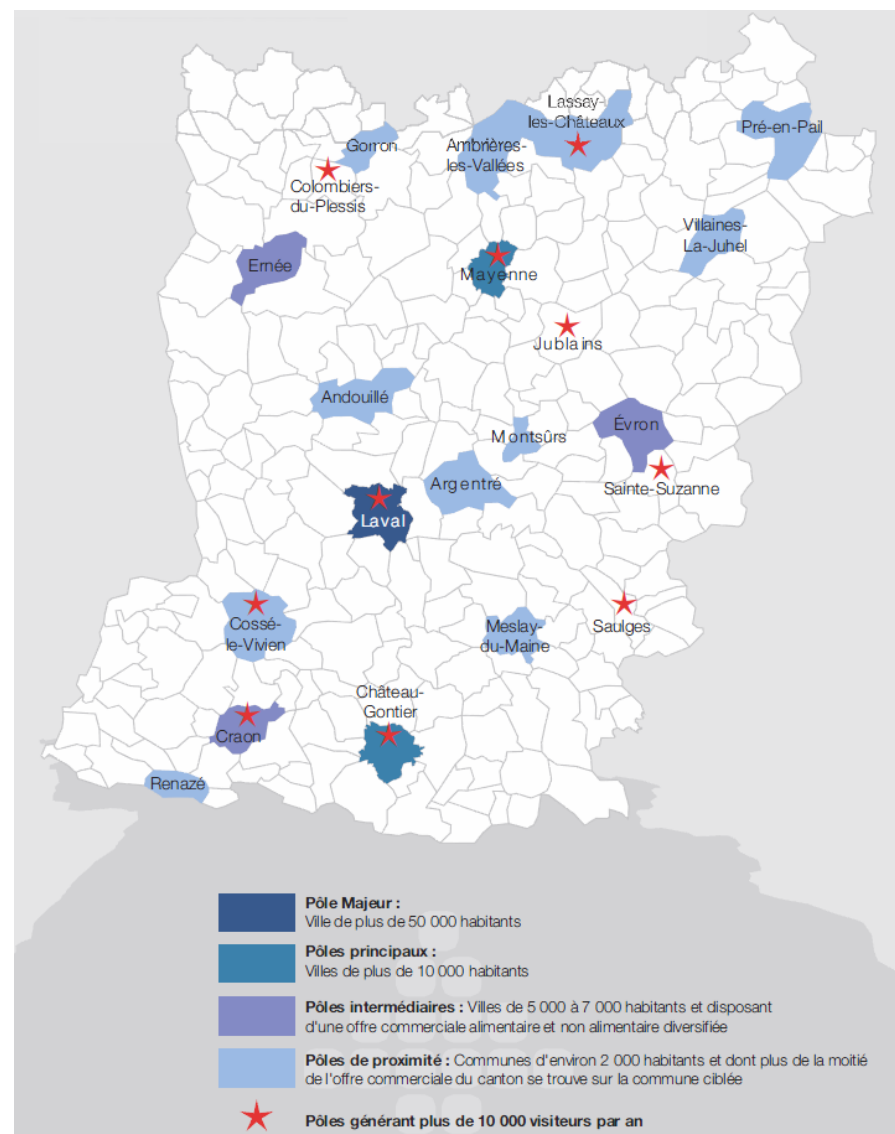 Lassay-
les-Châteaux
Pré-en-Pail
Gorron
Ambrières-
les-Vallées
Colombiers-
du-Plessis
Villaines-
La-Juhel
Ernée
Mayenne
Jublains
Andouillé
Évron
Montsûrs
Argentré
Sainte-Suzanne
Laval
Cossé-
le-Vivien
Meslay-
du-Maine
Saulges
Château-
Gontier
Craon
Renazé
Pôle Majeur :
Ville de plus de 50 000 habitants
Pôles principaux :
Villes de plus de 10 000 habitants
Pôles intermédiaires : Villes de 5 000 à 7 000 habitants et disposant
d'une offre commerciale alimentaire et non alimentaire diversifiée
Pôles de proximité : Communes d'environ 2 000 habitants et dont plus de la moitié
de l'offre commerciale du canton se trouve sur la commune ciblée
Pôles générant plus de 10 000 visiteurs par an